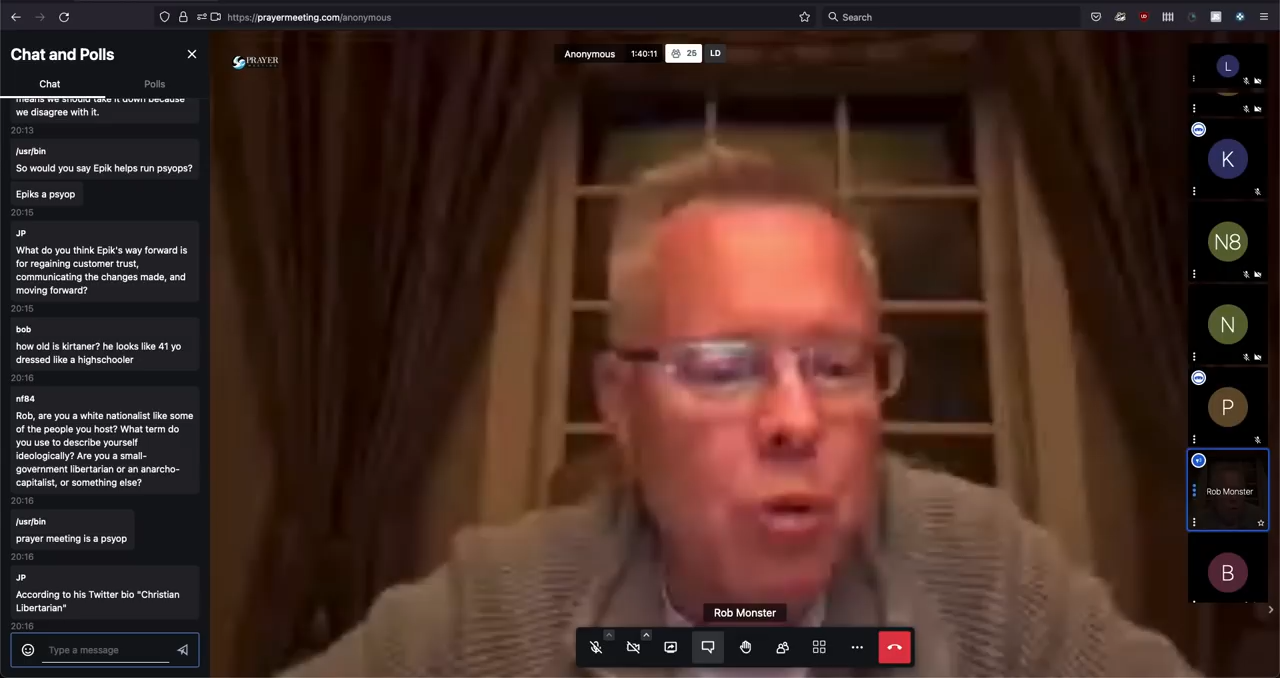 https://prayermeeting.com/anonymous
Search
Chat and Polls
Chat
Polls
means we should take it down because
we disagree with it.
20:13
/usr/bin
So would you say Epik helps run psyops?
Epiks a psyop
20:15
JP
What do you think Epik's way forward is
for regaining customer trust,
communicating the changes made, and
moving forward?
20:15
bob
how old is kirtaner? he looks like 41 yo
dressed like a highschooler
20:16
nf84
Rob, are you a white nationalist like some
of the people you host? What term do
you use to describe yourself
ideologically? Are you a small-
government libertarian or an anarcho-
capitalist, or something else?
20:16
/usr/bin
prayer meeting is a psyop
20:16
JP
According to his Twitter bio "Christian
Libertarian"
20:16
Type a message
PRAYER
MEETING
Anonymous
1:40:11
25
LD
Rob Monster
L
K
N8
N
P
Rob Monster
B